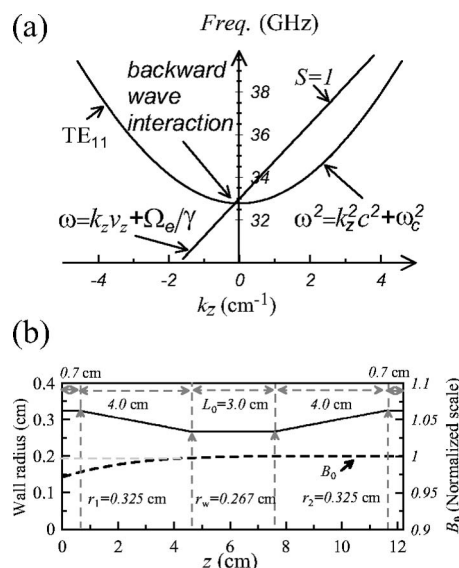 (a)
Freq. (GHz)
backward
wave
interaction
S=1
TE11
38
36
34
32
ω=kzvz+Ωe/γ
ω²=kz²c²+ωc²
-4
-2
0
2
4
kz (cm⁻¹)
(b)
0.7 cm
0.7 cm
0.4
1.1
4.0 cm
L0=3.0 cm
4.0 cm
0.3
1.05
0.2
1
B0
0.1
0.95
r1=0.325 cm
rw=0.267cm
r2=0.325 cm
0
0.9
0
2
4
6
8
10
12
Wall radius (cm)
B0 (Normalized scale)
z (cm)